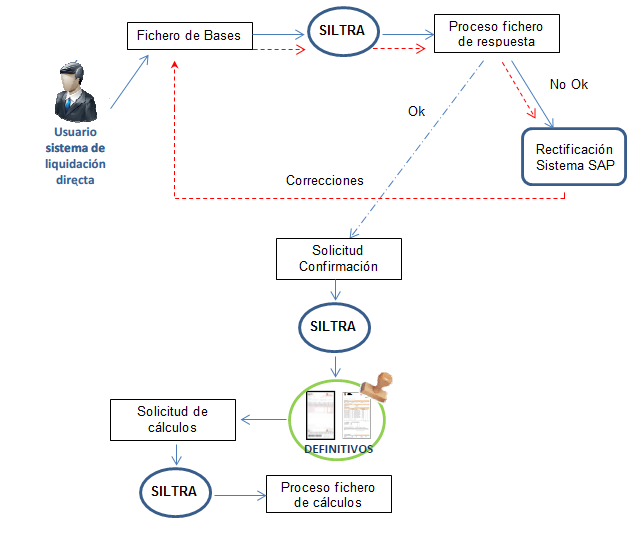 Fichero de Bases
SILTRA
Proceso fichero
de respuesta
Usuario
sistema de
liquidación
directa
Ok
No Ok
Rectificación
Sistema SAP
Correcciones
Solicitud
Confirmación
SILTRA
DEFINITIVOS
Solicitud de
cálculos
SILTRA
Proceso fichero
de cálculos